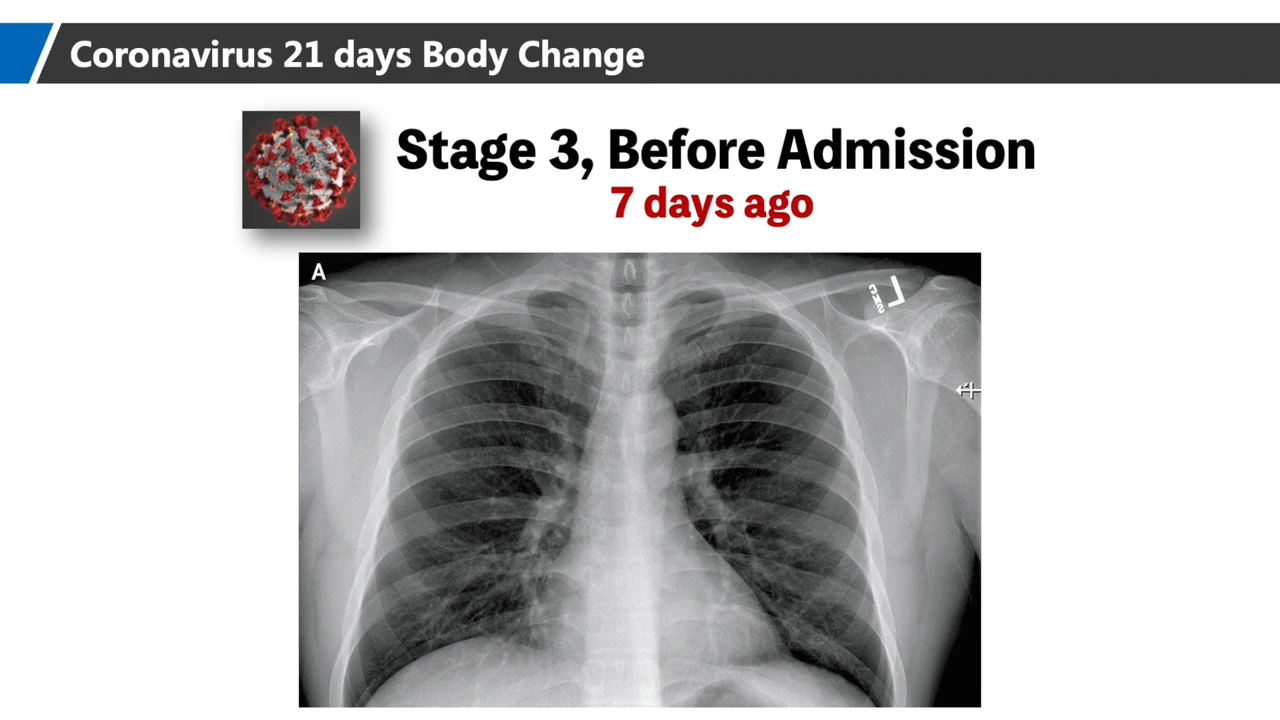 Coronavirus 21 days Body Change
Stage 3, Before Admission
7 days ago
A
L